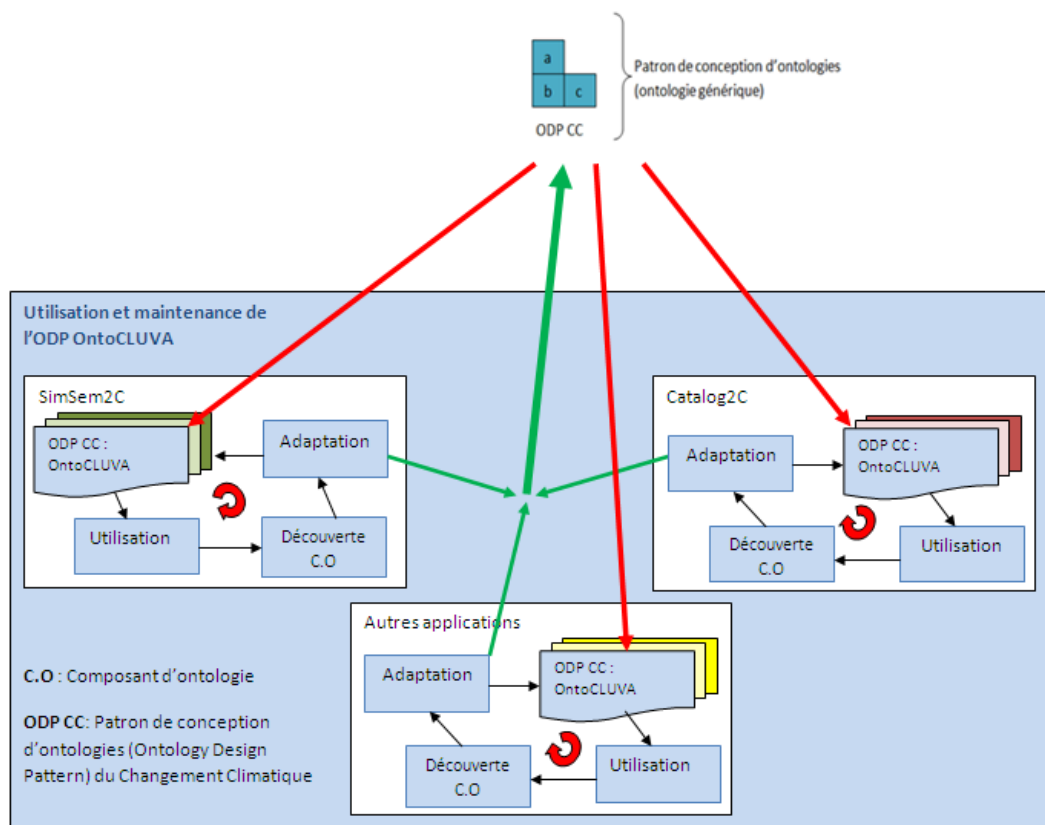 a
b c
ODP CC
Patron de conception d'ontologies
(ontologie générique)
Utilisation et maintenance de
l'ODP OntoCLUVA
SimSem2C
ODP CC :
OntoCLUVA
Adaptation
Utilisation
Découverte
C.O
Catalog2C
Adaptation
ODP CC :
OntoCLUVA
Découverte
C.O
Utilisation
Autres applications
Adaptation
ODP CC :
OntoCLUVA
Découverte
C.O
Utilisation
C.O : Composant d'ontologie
ODP CC: Patron de conception
d'ontologies (Ontology Design
Pattern) du Changement Climatique